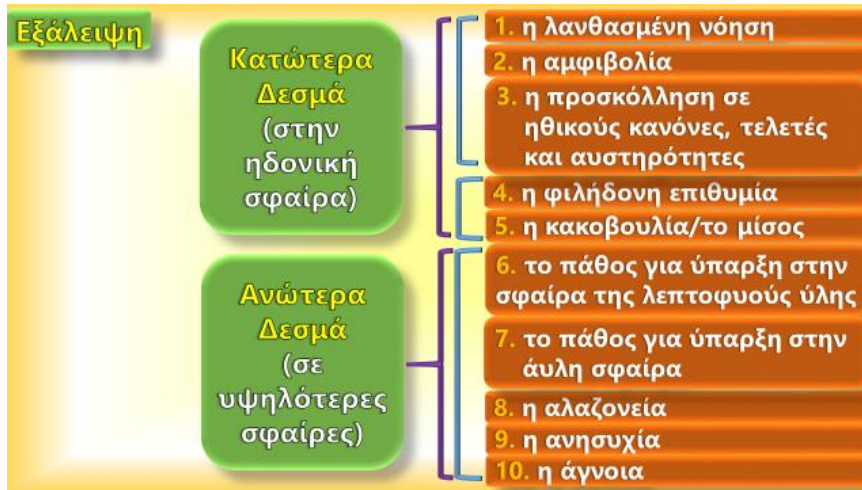 Εξάλειψη
Κατώτερα
Δεσμά
(στην
ηδονική
σφαίρα)
1. η λανθασμένη νόηση
2. η αμφιβολία
3. η προσκόλληση σε
ηθικούς κανόνες, τελετές
και αυστηρότητες
4. η φιλήδονη επιθυμία
5. η κακοβουλία/το μίσος
Ανώτερα
Δεσμά
(σε
υψηλότερες
σφαίρες)
6. το πάθος για ύπαρξη στην
σφαίρα της λεπτοφυούς ύλης
7. το πάθος για ύπαρξη στην
άυλη σφαίρα
8. η αλαζονεία
9. η ανησυχία
10. η άγνοια